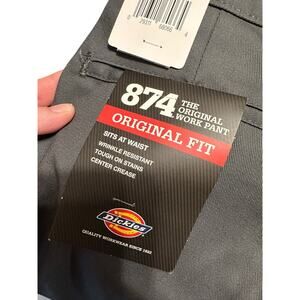 874
THE
ORIGINAL
WORK PANT
ORIGINAL FIT
SITS AT WAIST
WRINKLE RESISTANT
TOUGH ON STAINS
CENTER CREASE
Dickies
QUALITY WORKWEAR SINCE 1922